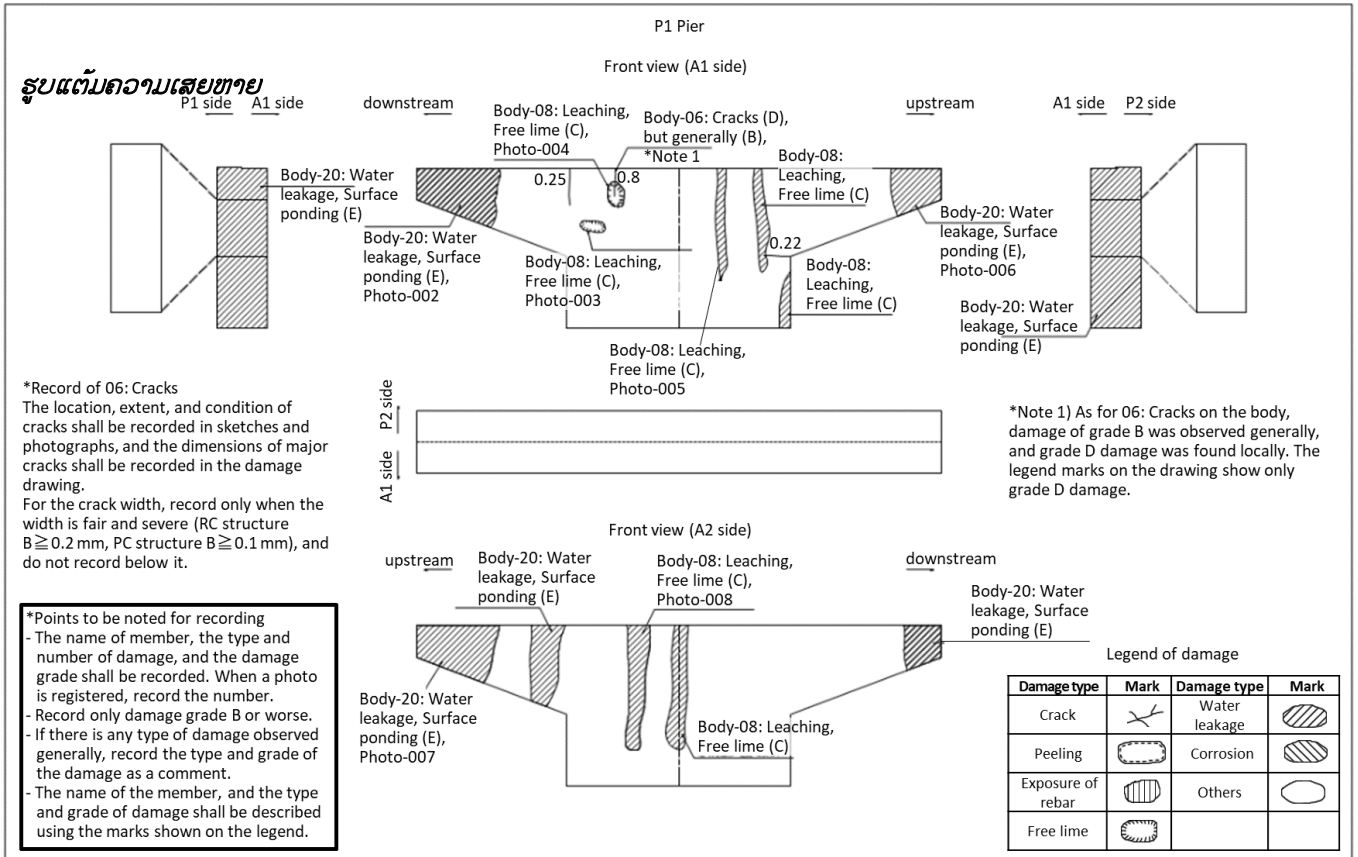 P1 Pier
Front view (A1 side)
ຮູບແຕ້ມຄວາມເສຍຫາຍ
P1 side
A1 side
downstream
upstream
A1 side
P2 side
Body-08: Leaching,
Free lime (C),
Photo-004
Body-06: Cracks (D),
but generally (B),
*Note 1
Body-08:
Leaching,
Free lime (C)
Body-20: Water
leakage, Surface
ponding (E)
0.25
0.8
Body-20: Water
leakage, Surface
ponding (E),
Photo-002
Body-08: Leaching,
Free lime (C),
Photo-003
0.22
Body-08:
Leaching,
Free lime (C)
Body-20: Water
leakage, Surface
ponding (E),
Photo-006
Body-20: Water
leakage, Surface
ponding (E)
Body-08: Leaching,
Free lime (C),
Photo-005
*Record of 06: Cracks
The location, extent, and condition of
cracks shall be recorded in sketches and
photographs, and the dimensions of major
cracks shall be recorded in the damage
drawing.
For the crack width, record only when the
width is fair and severe (RC structure
B≧0.2 mm, PC structure B≧0.1 mm), and
do not record below it.
P2 side
A1 side
*Note 1) As for 06: Cracks on the body,
damage of grade B was observed generally,
and grade D damage was found locally. The
legend marks on the drawing show only
grade D damage.
Front view (A2 side)
upstream
downstream
Body-20: Water
leakage, Surface
ponding (E)
Body-08: Leaching,
Free lime (C),
Photo-008
Body-20: Water
leakage, Surface
ponding (E)
Body-20: Water
leakage, Surface
ponding (E),
Photo-007
Body-08: Leaching,
Free lime (C)
*Points to be noted for recording
- The name of member, the type and
number of damage, and the damage
grade shall be recorded. When a photo
is registered, record the number.
- Record only damage grade B or worse.
- If there is any type of damage observed
generally, record the type and grade of
the damage as a comment.
- The name of the member, and the type
and grade of damage shall be described
using the marks shown on the legend.
Legend of damage
Damage type Mark Damage type Mark
Crack Water leakage
Peeling Corrosion
Exposure of rebar Others
Free lime